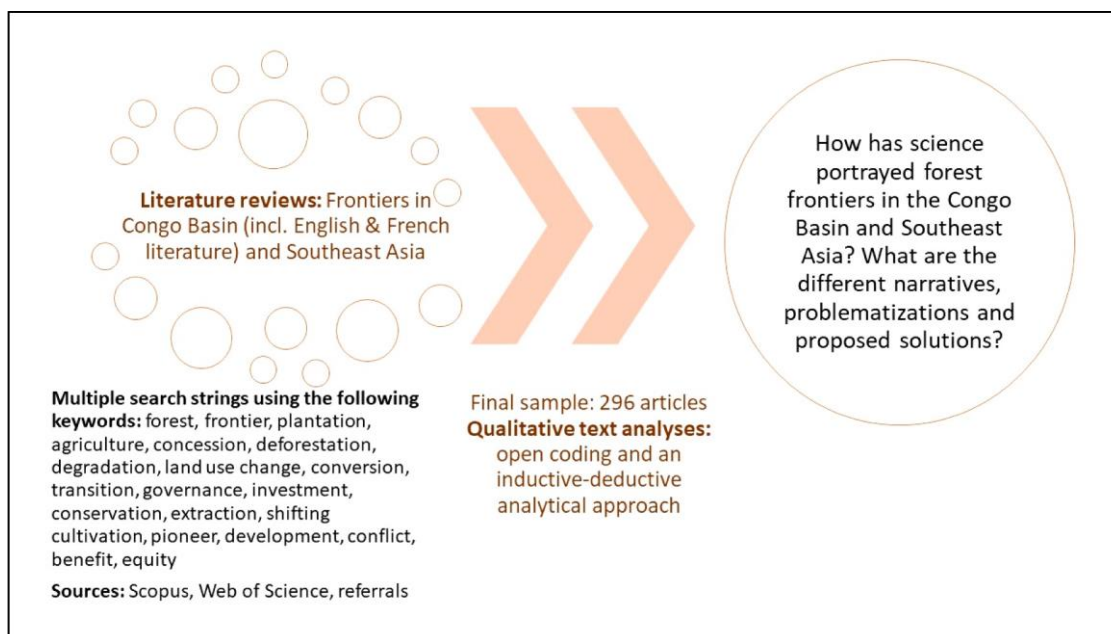 Literature reviews: Frontiers in
Congo Basin (incl. English & French
literature) and Southeast Asia
Multiple search strings using the following
keywords: forest, frontier, plantation,
agriculture, concession, deforestation,
degradation, land use change, conversion,
transition, governance, investment,
conservation, extraction, shifting
cultivation, pioneer, development, conflict,
benefit, equity
Sources: Scopus, Web of Science, referrals
Final sample: 296 articles
Qualitative text analyses:
open coding and an
inductive-deductive
analytical approach
How has science
portrayed forest
frontiers in the Congo
Basin and Southeast
Asia? What are the
different narratives,
problematizations and
proposed solutions?